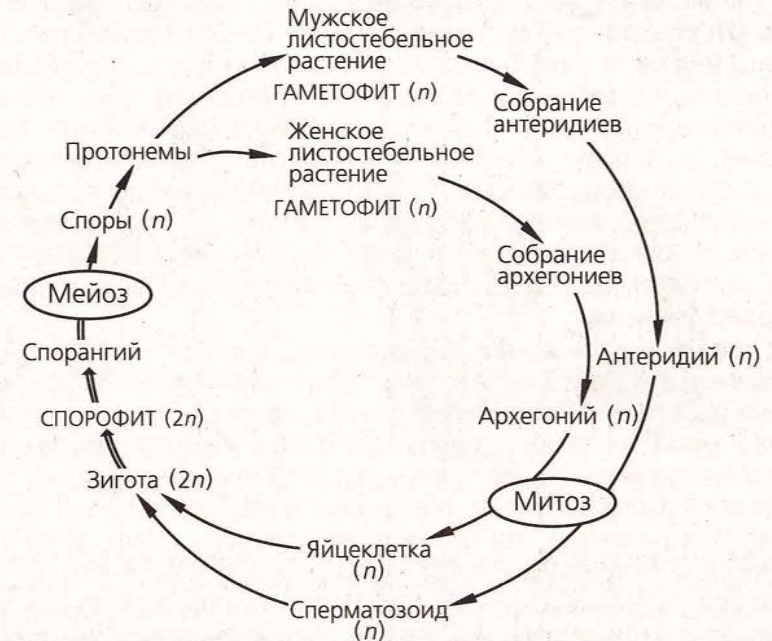 Мужское
листостебельное
растение
ГАМЕТОФИТ (n)
Собрание
антеридиев
Женское
листостебельное
растение
ГАМЕТОФИТ (n)
Протонемы
Споры (n)
Собрание
архегониев
Мейоз
Спорангий
Антеридий (n)
СПОРОФИТ (2n)
Архегоний (n)
Зигота (2n)
Митоз
Яйцеклетка
(n)
Сперматозоид
(n)